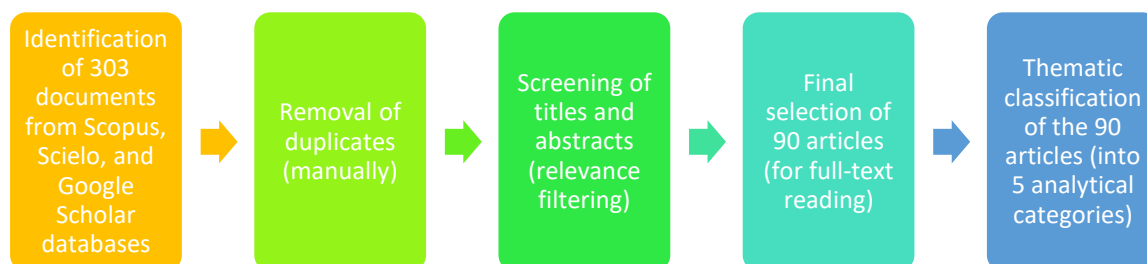 Identification
of 303
documents
from Scopus,
Scielo, and
Google
Scholar
databases
Removal of
duplicates
(manually)
Screening of
titles and
abstracts
(relevance
filtering)
Final
selection of
90 articles
(for full-text
reading)
Thematic
classification
of the 90
articles (into
5 analytical
categories)